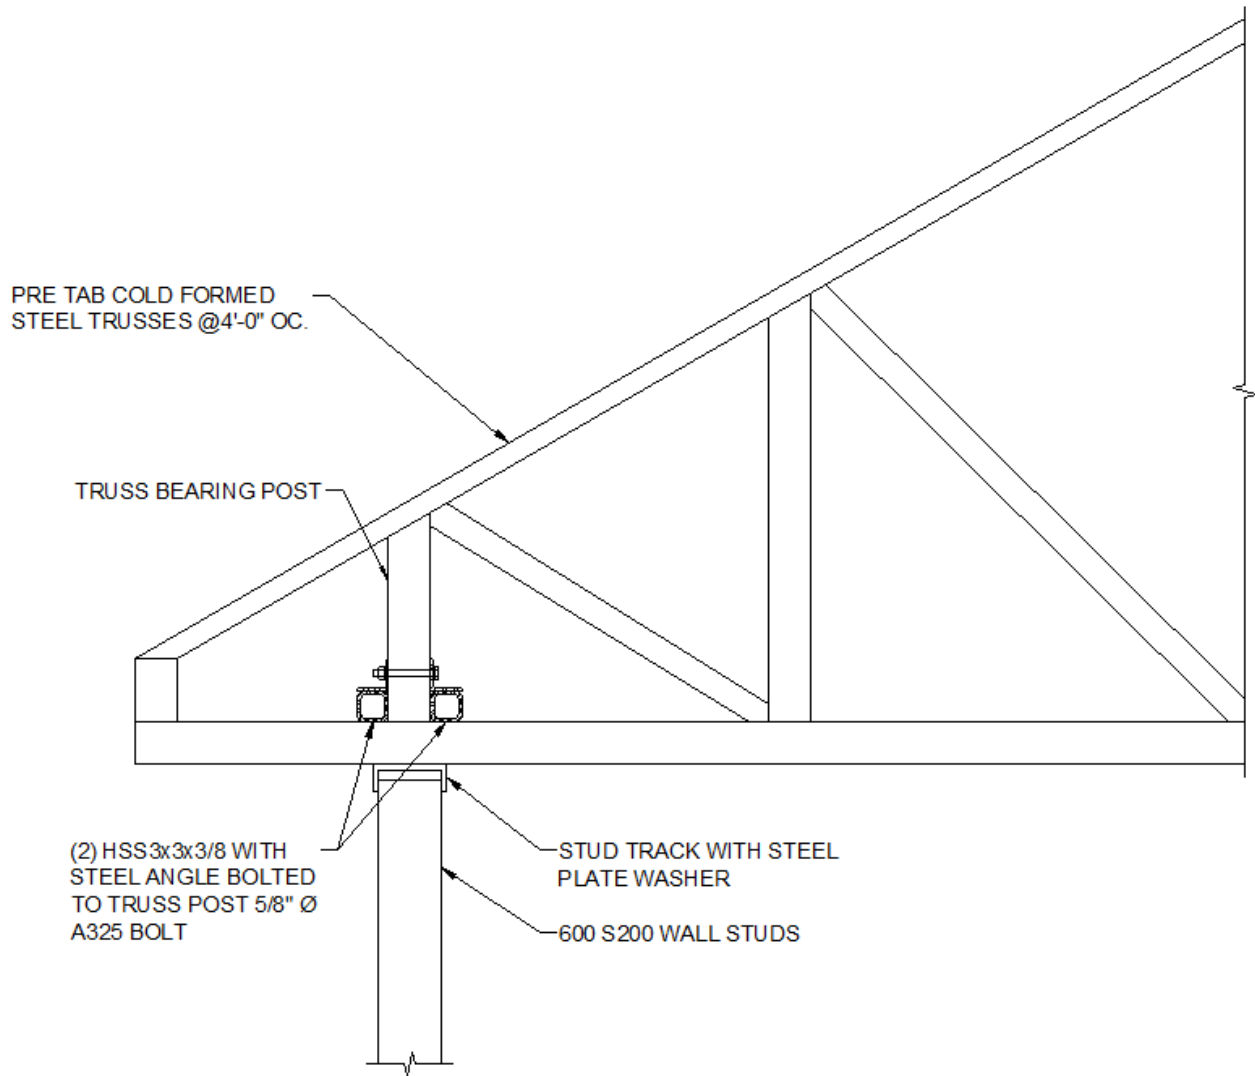 PRE TAB COLD FORMED
STEEL TRUSSES @4'-0" OC.
TRUSS BEARING POST
(2) HSS3x3x3/8 WITH
STEEL ANGLE BOLTED
TO TRUSS POST 5/8" Ø
A325 BOLT
STUD TRACK WITH STEEL
PLATE WASHER
600 S200 WALL STUDS